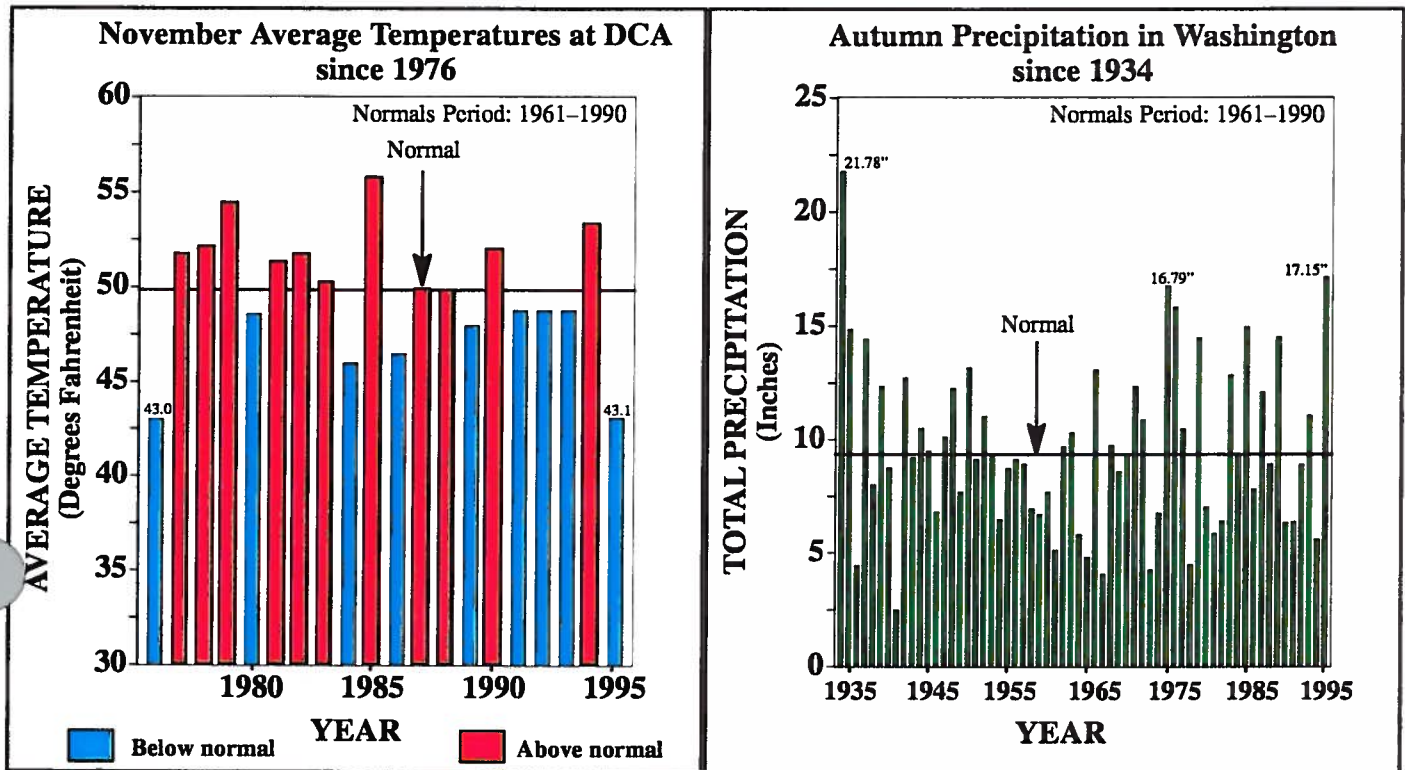 November Average Temperatures at DCA
since 1976
AVERAGE TEMPERATURE
(Degrees Fahrenheit)
60
55
50
45
40
35
30
Normals Period: 1961–1990
Normal
43.0
43.1
1980
1985
1990
1995
YEAR
Below normal
Above normal
Autumn Precipitation in Washington
since 1934
TOTAL PRECIPITATION
(Inches)
25
20
15
10
5
0
Normals Period: 1961–1990
21.78"
16.79"
17.15"
Normal
1935
1945
1955
1965
1975
1985
1995
YEAR